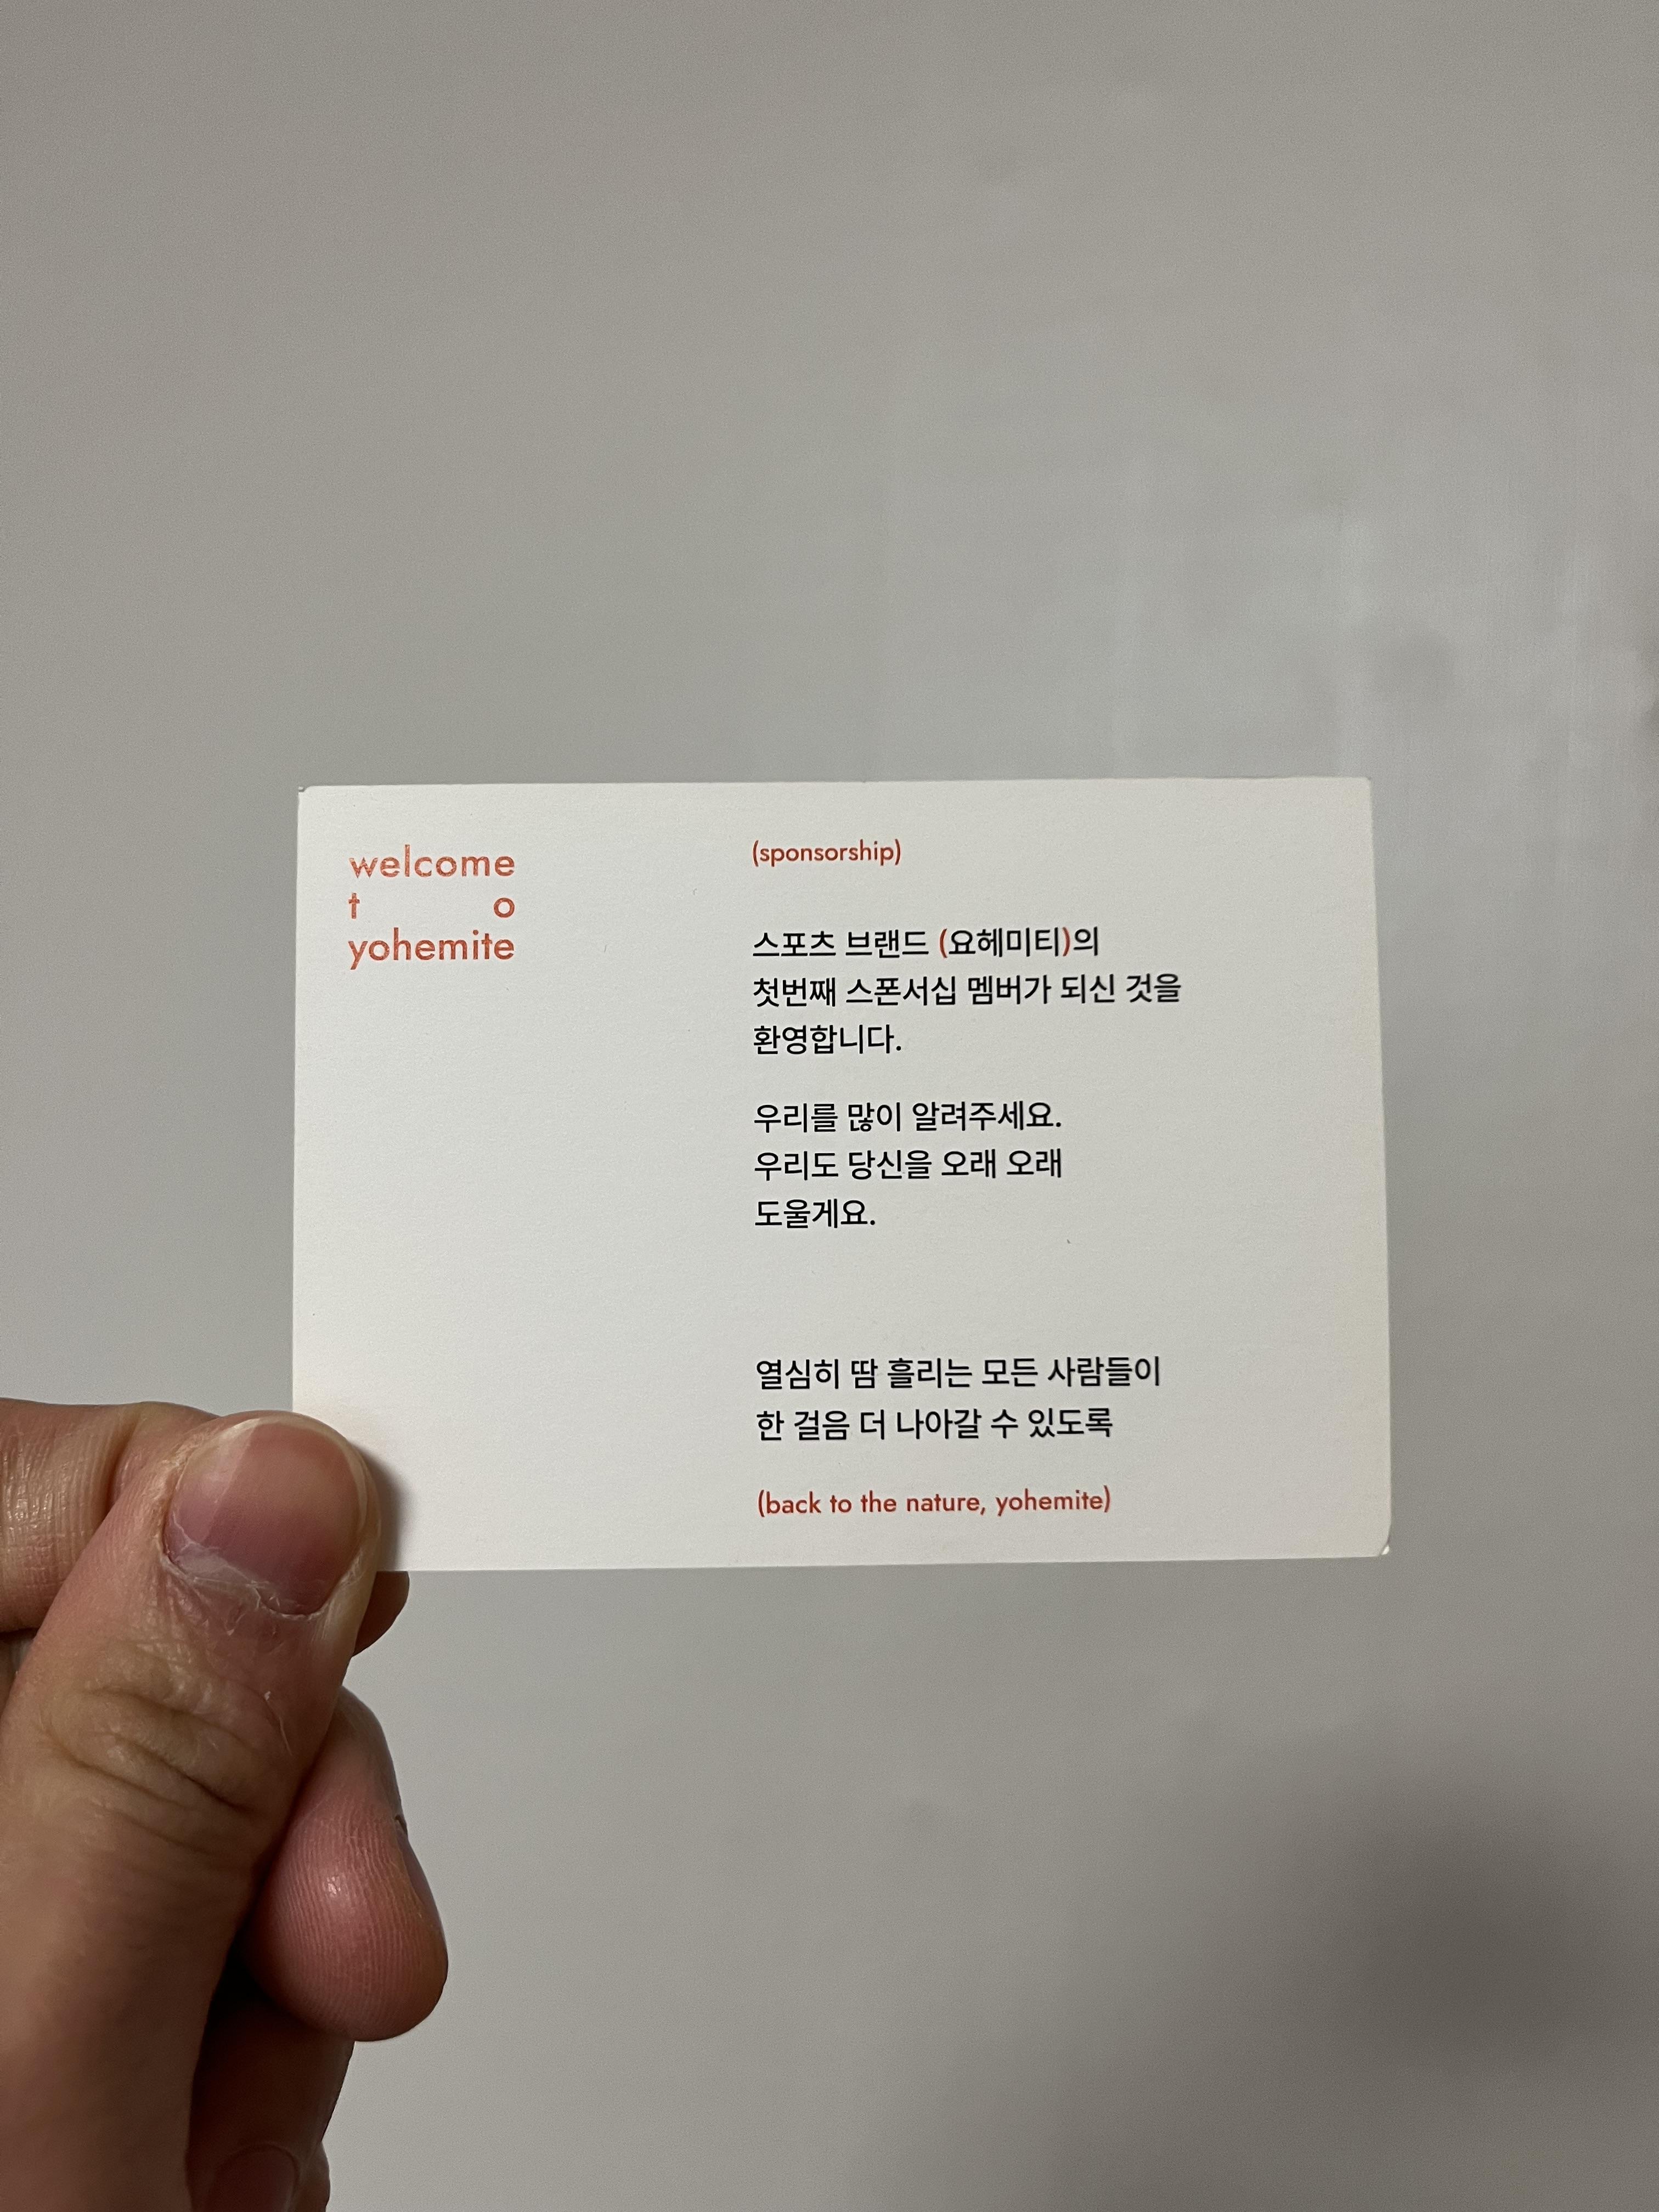 welcome
t o
yohemite
(sponsorship)
스포츠 브랜드 (요헤미티)의
첫번째 스폰서십 멤버가 되신 것을
환영합니다.
우리를 많이 알려주세요.
우리도 당신을 오래 오래
도울게요.
열심히 땀 흘리는 모든 사람들이
한 걸음 더 나아갈 수 있도록
(back to the nature, yohemite)